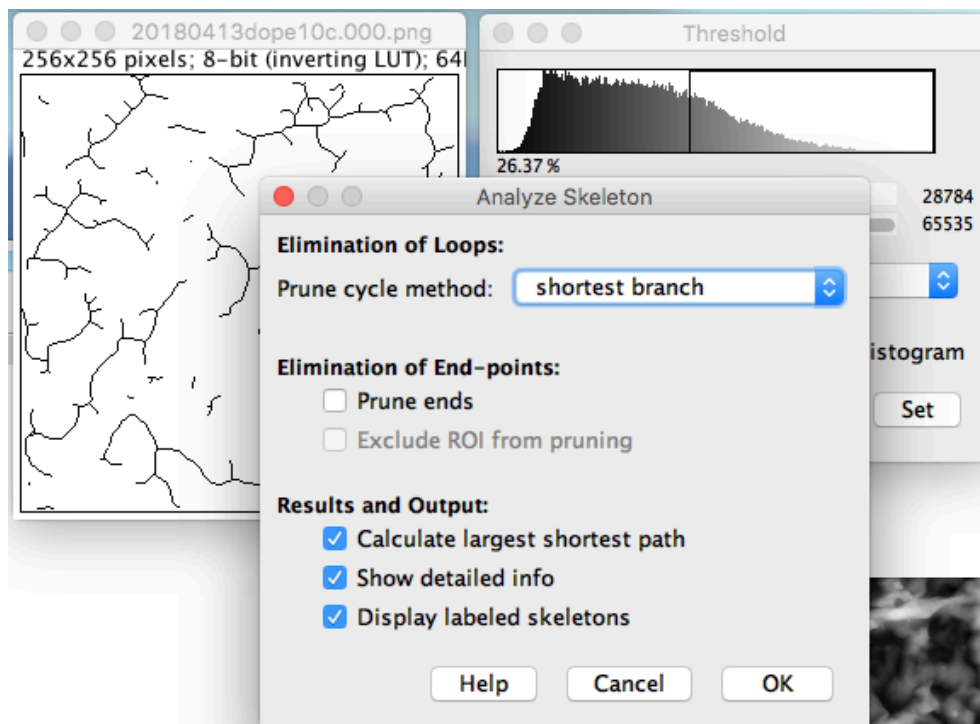 20180413dope10c.000.png
256x256 pixels; 8-bit (inverting LUT); 64
Threshold
26.37 %
28784
65535
istogram
Set
Analyze Skeleton
Elimination of Loops:
Prune cycle method: shortest branch
Elimination of End-points:
Prune ends
Exclude ROI from pruning
Results and Output:
Calculate largest shortest path
Show detailed info
Display labeled skeletons
Help Cancel OK